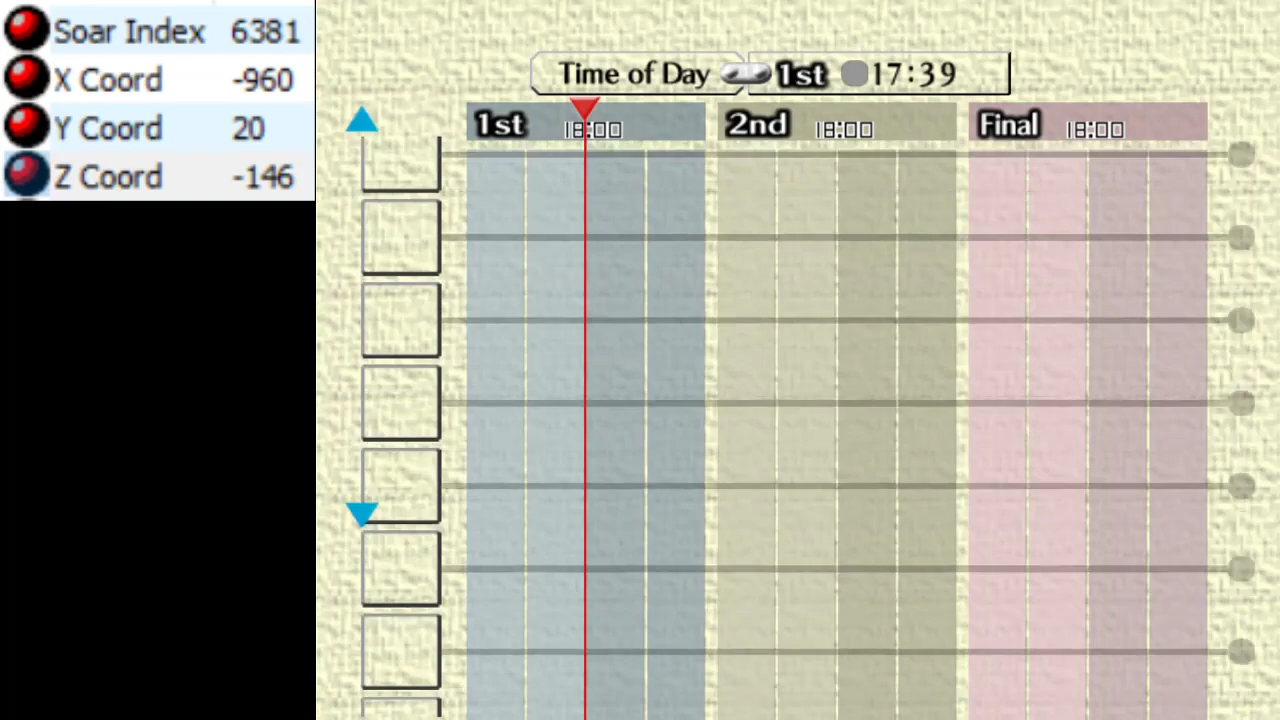 Soar Index 6381
X Coord -960
Y Coord 20
Z Coord -146
Time of Day 1st 17:39
1st 18:00 2nd 18:00 Final 18:00